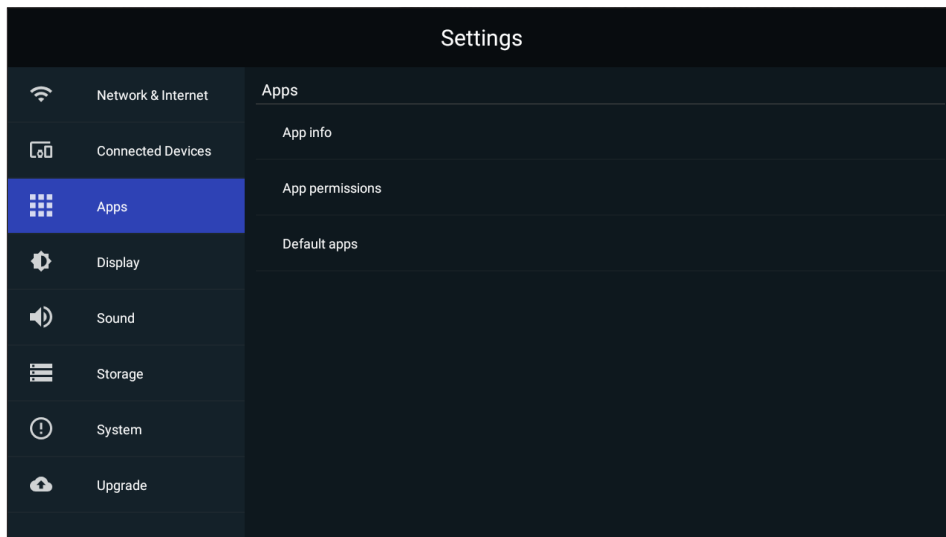 Settings
Network & Internet
Connected Devices
Apps
Display
Sound
Storage
System
Upgrade
Apps
App info
App permissions
Default apps